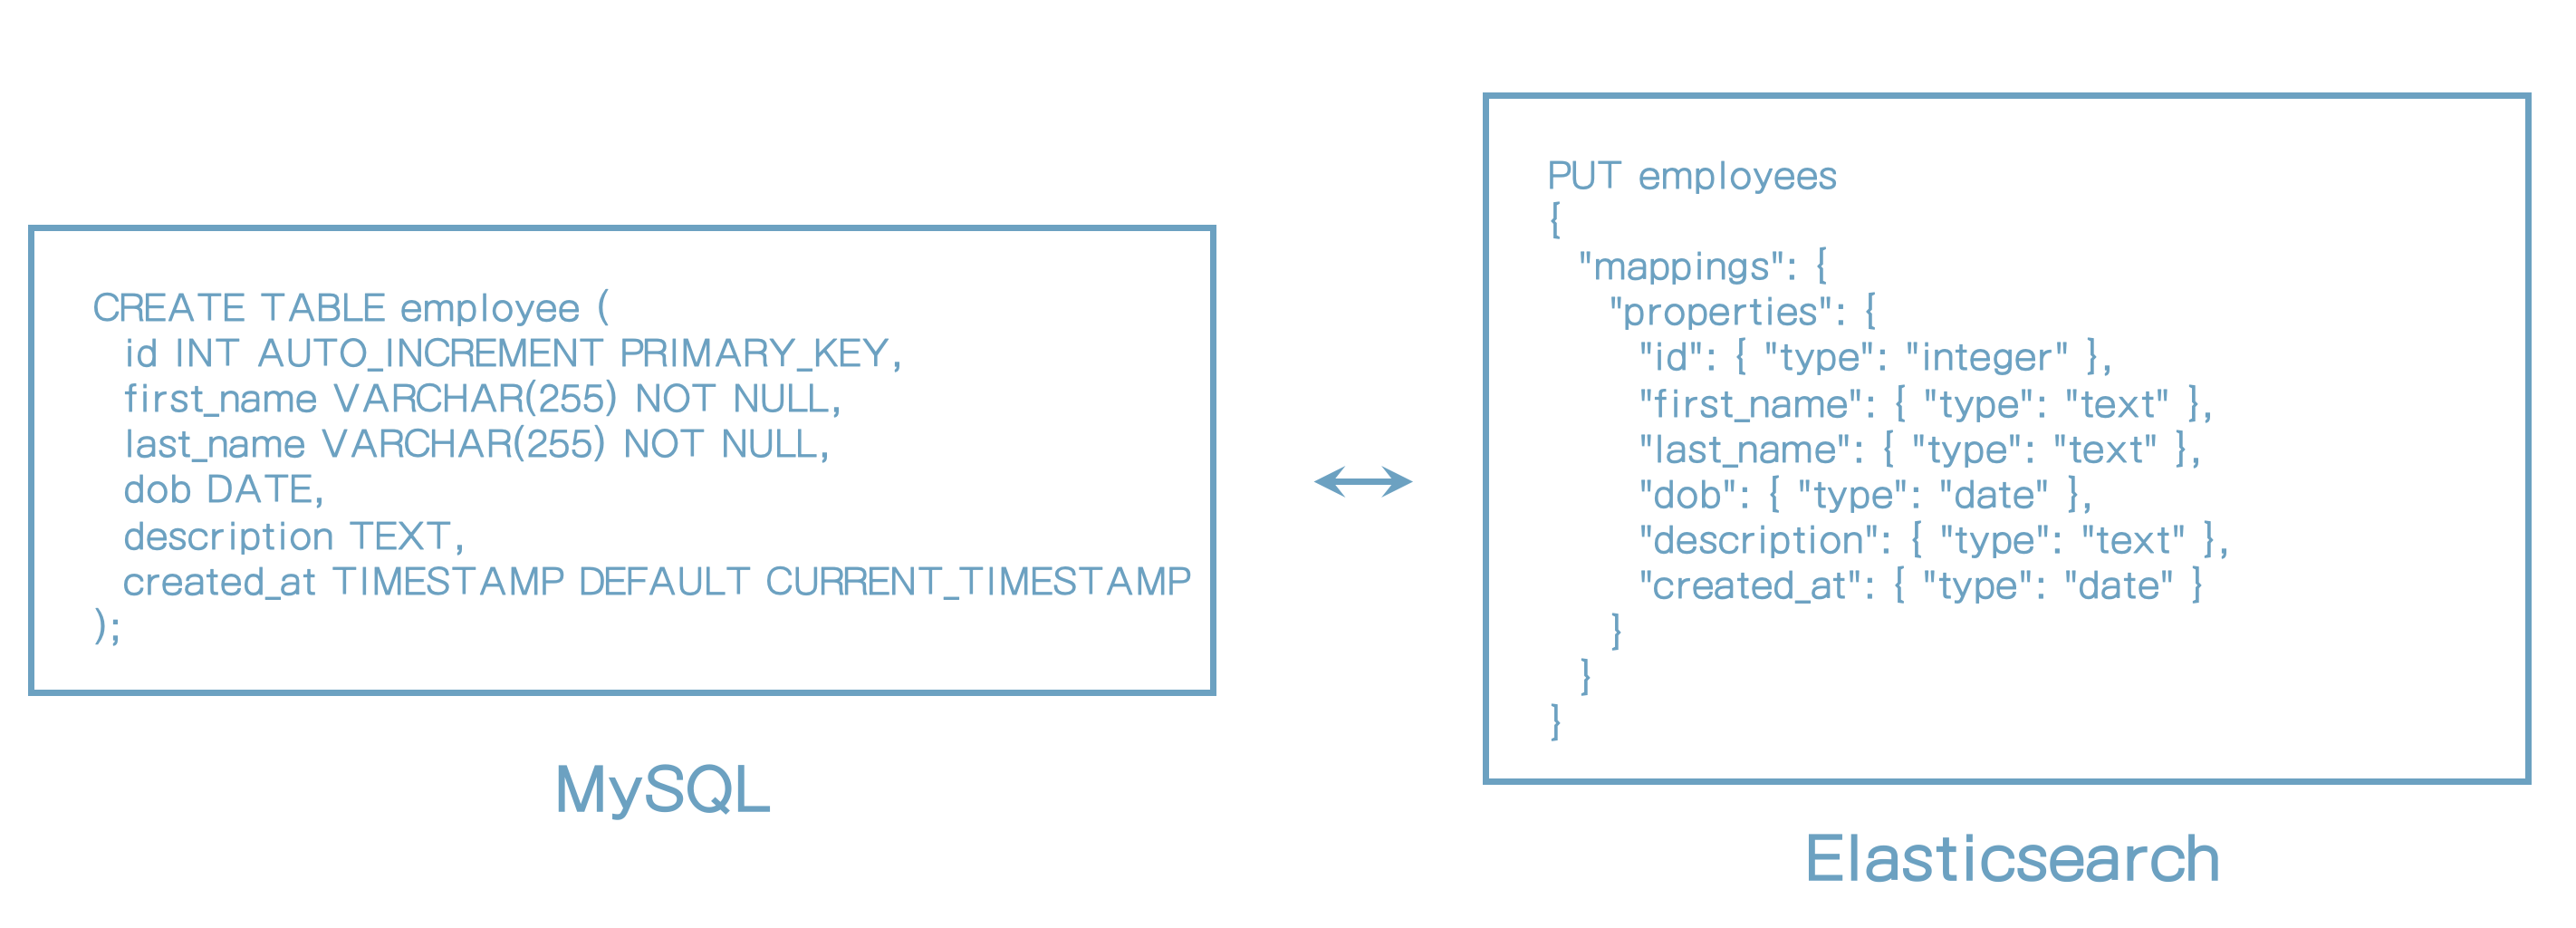 CREATE TABLE employee (
id INT AUTO_INCREMENT PRIMARY_KEY,
first_name VARCHAR(255) NOT NULL,
last_name VARCHAR(255) NOT NULL,
dob DATE,
description TEXT,
created_at TIMESTAMP DEFAULT CURRENT_TIMESTAMP
);
MySQL
PUT employees
{
"mappings": {
"properties": {
"id": { "type": "integer" },
"first_name": { "type": "text" },
"last_name": { "type": "text" },
"dob": { "type": "date" },
"description": { "type": "text" },
"created_at": { "type": "date" }
}
}
}
Elasticsearch